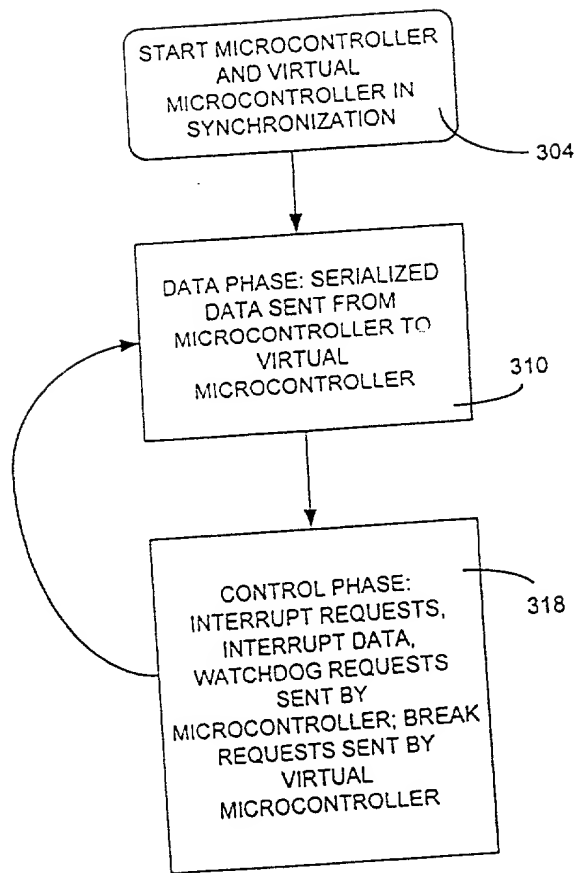 START MICROCONTROLLER
AND VIRTUAL
MICROCONTROLLER IN
SYNCHRONIZATION
304
DATA PHASE: SERIALIZED
DATA SENT FROM
MICROCONTROLLER TO
VIRTUAL
MICROCONTROLLER
310
CONTROL PHASE:
INTERRUPT REQUESTS,
INTERRUPT DATA,
WATCHDOG REQUESTS
SENT BY
MICROCONTROLLER; BREAK
REQUESTS SENT BY
VIRTUAL
MICROCONTROLLER
318